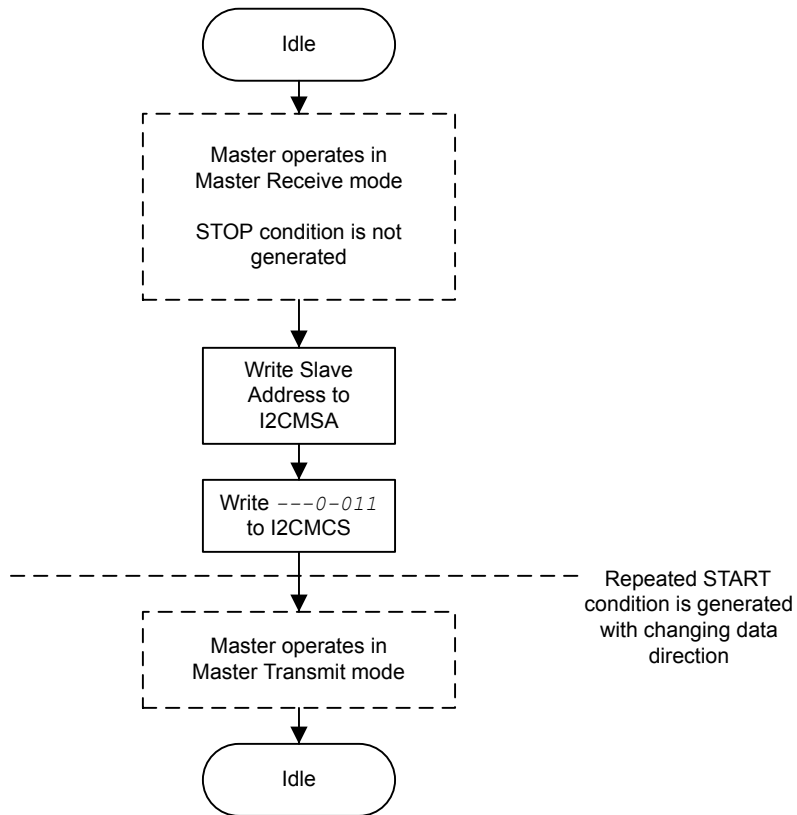 Idle
Master operates in
Master Receive mode
STOP condition is not
generated
Write Slave
Address to
I2CMSA
Write ---0-011
to I2CMCS
Repeated START
condition is generated
with changing data
direction
Master operates in
Master Transmit mode
Idle